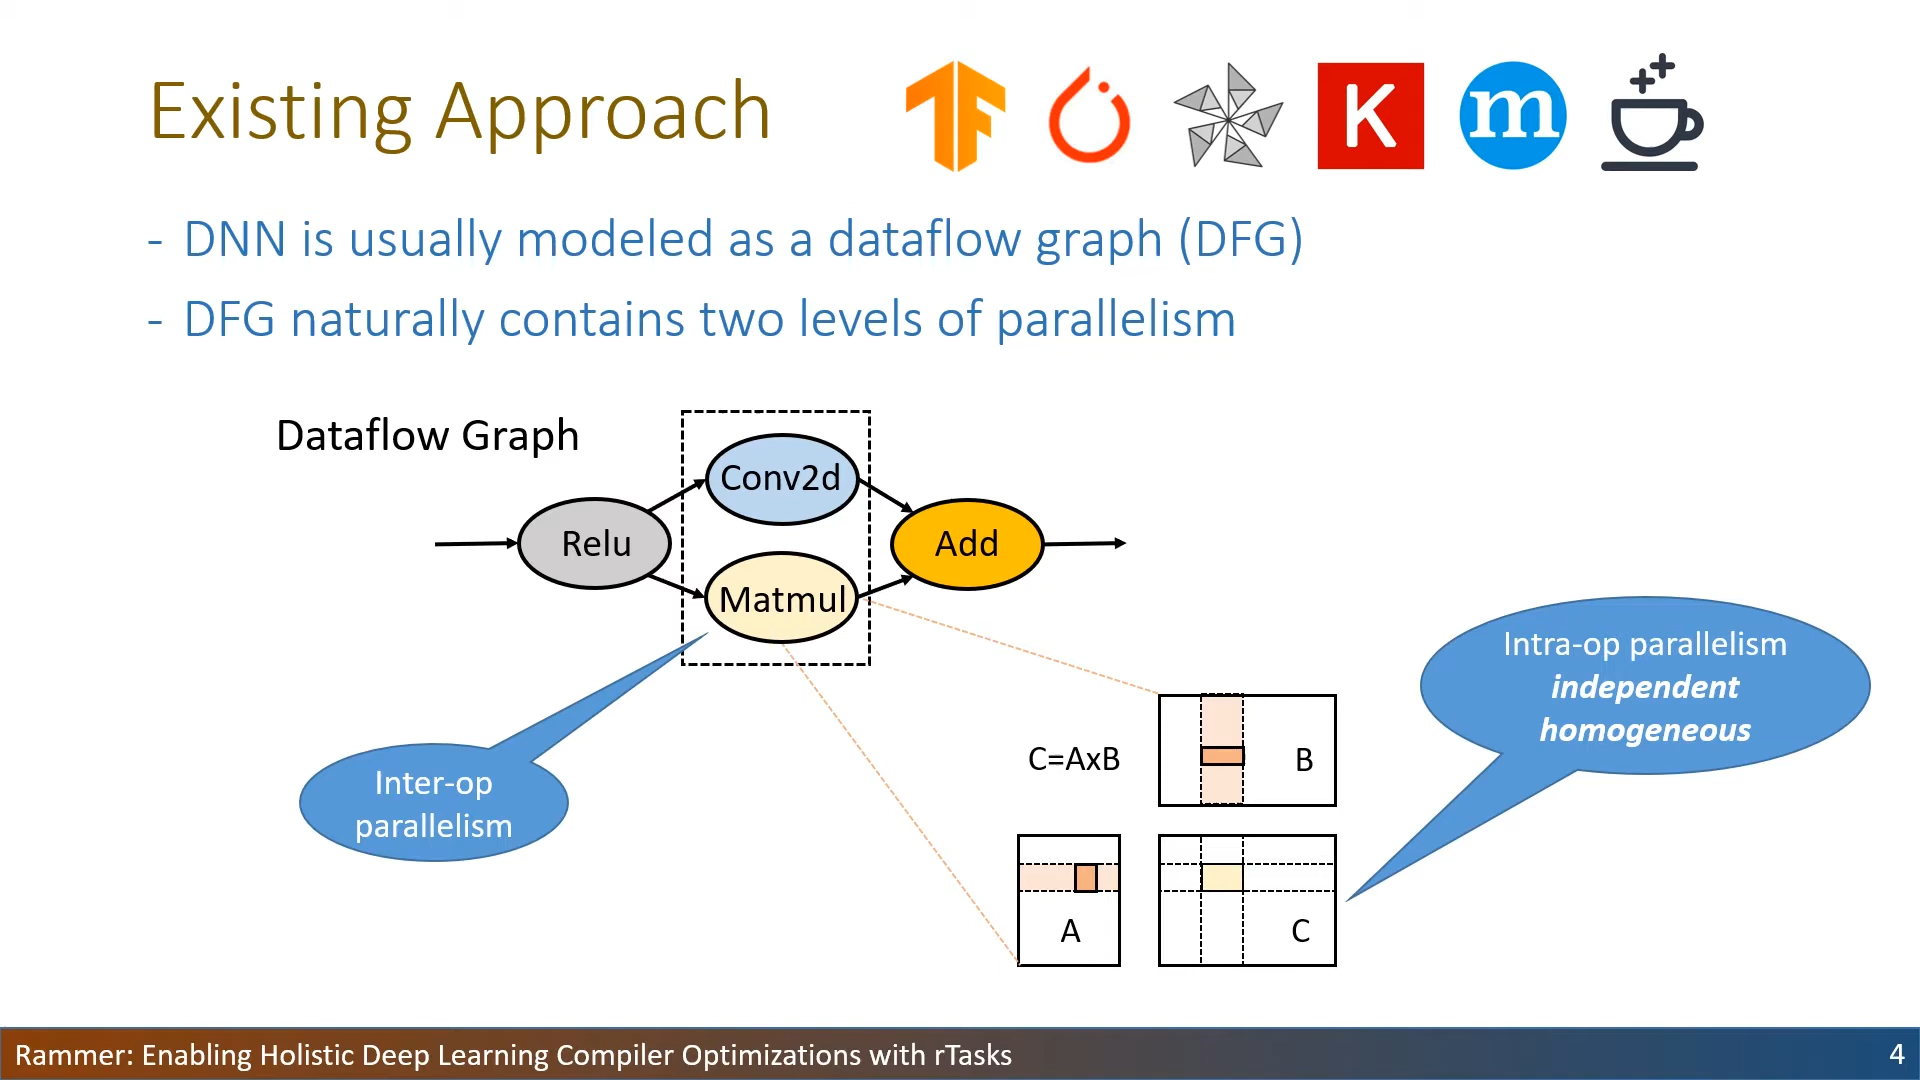 Existing Approach
K
m
- DNN is usually modeled as a dataflow graph (DFG)
- DFG naturally contains two levels of parallelism
Dataflow Graph
Conv2d
Relu
Add
Matmul
Inter-op
parallelism
Intra-op parallelism
independent
homogeneous
C=AxB
B
A
C
Rammer: Enabling Holistic Deep Learning Compiler Optimizations with rTasks
4